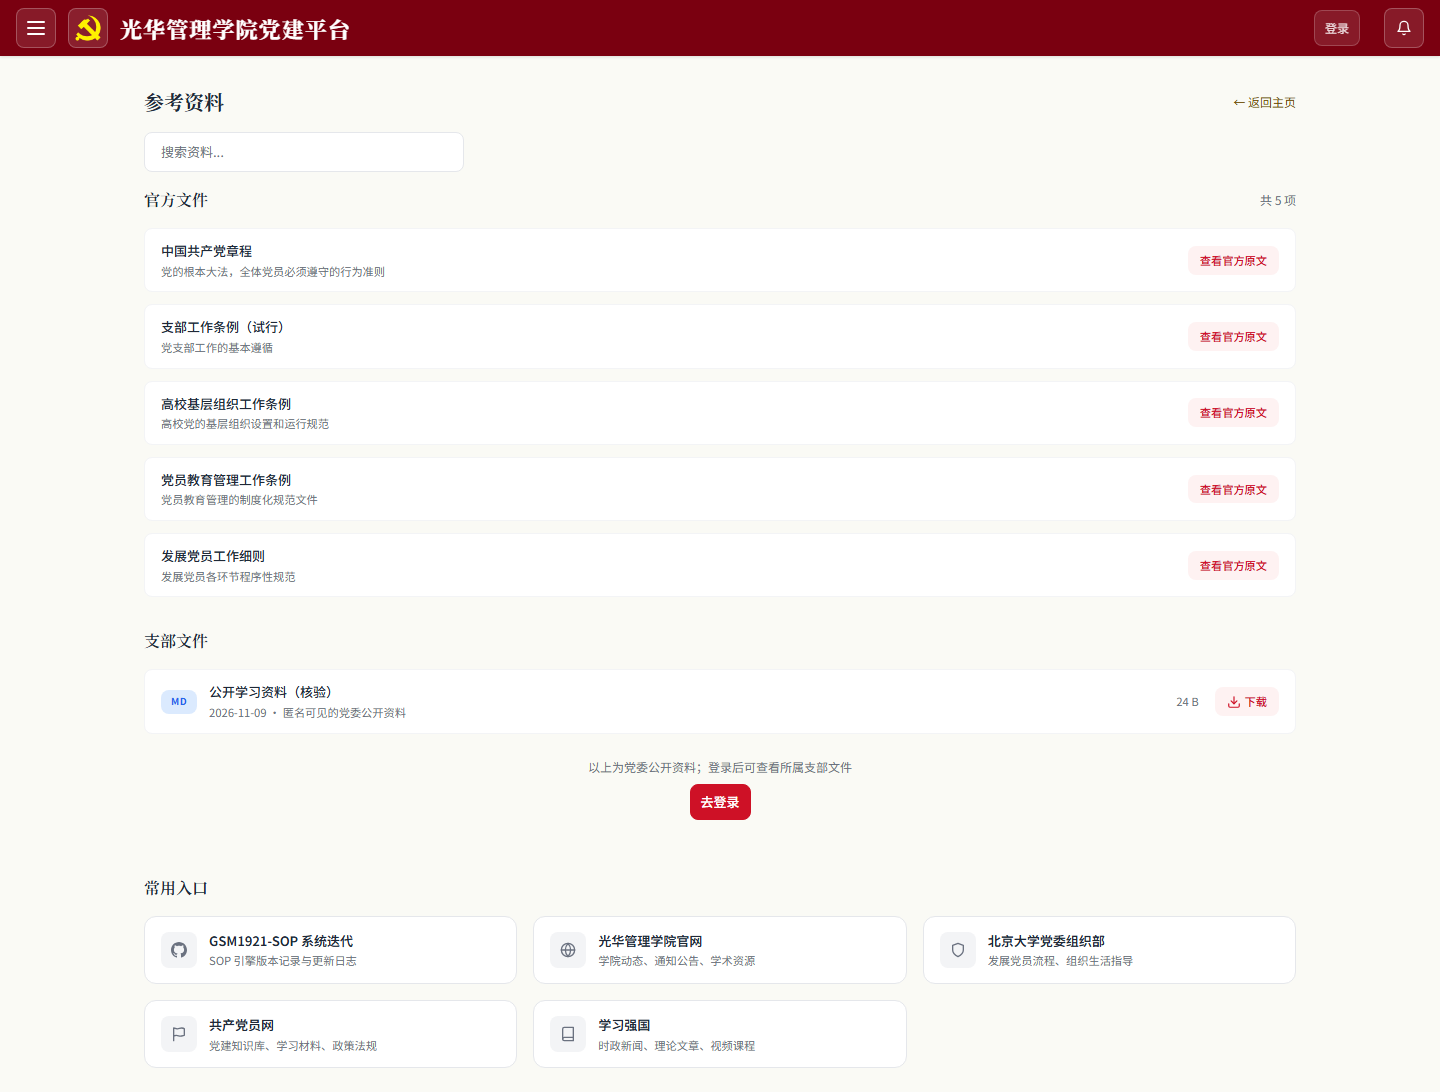 光华管理学院党建平台
登录
参考资料
← 返回主页
搜索资料...
官方文件
共 5 项
中国共产党章程
党的根本大法，全体党员必须遵守的行为准则
查看官方原文
支部工作条例（试行）
党支部工作的基本遵循
查看官方原文
高校基层组织工作条例
高校党的基层组织设置和运行规范
查看官方原文
党员教育管理工作条例
党员教育管理的制度化规范文件
查看官方原文
发展党员工作细则
发展党员各环节程序性规范
查看官方原文
支部文件
MD
公开学习资料（核验）
2026-11-09 · 匿名可见的党委公开资料
24 B
下载
以上为党委公开资料；登录后可查看所属支部文件
去登录
常用入口
GSM1921-SOP 系统迭代
SOP 引擎版本记录与更新日志
光华管理学院官网
学院动态、通知公告、学术资源
北京大学党委组织部
发展党员流程、组织生活指导
共产党员网
党建知识库、学习材料、政策法规
学习强国
时政新闻、理论文章、视频课程